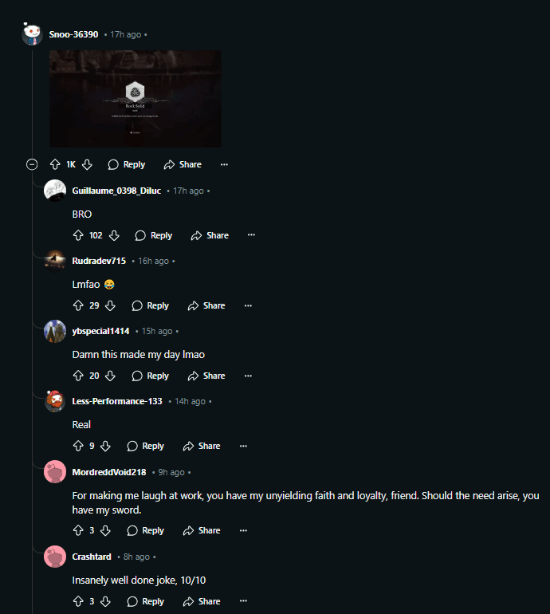 Snoo-36390 • 17h ago •
Rock Solid
1K Reply Share ...
Guillaume_0398_Diluc • 17h ago •
BRO
102 Reply Share ...
Rudradev715 • 16h ago •
Lmfao 😂
29 Reply Share ...
ybspecial1414 • 15h ago •
Damn this made my day lmao
20 Reply Share ...
Less-Performance-133 • 14h ago •
Real
9 Reply Share ...
MordreddVoid218 • 9h ago •
For making me laugh at work, you have my unyielding faith and loyalty, friend. Should the need arise, you
have my sword.
3 Reply Share ...
Crashtard • 8h ago •
Insanely well done joke, 10/10
3 Reply Share ...